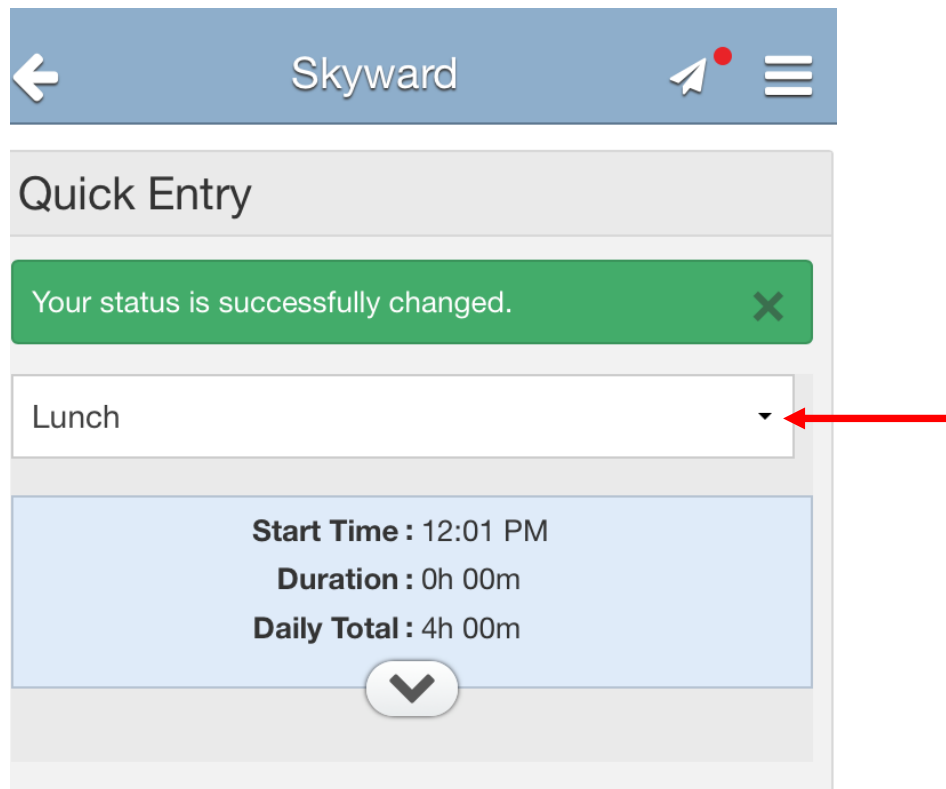 Skyward
Quick Entry
Your status is successfully changed.
Lunch
Start Time : 12:01 PM
Duration : 0h 00m
Daily Total : 4h 00m